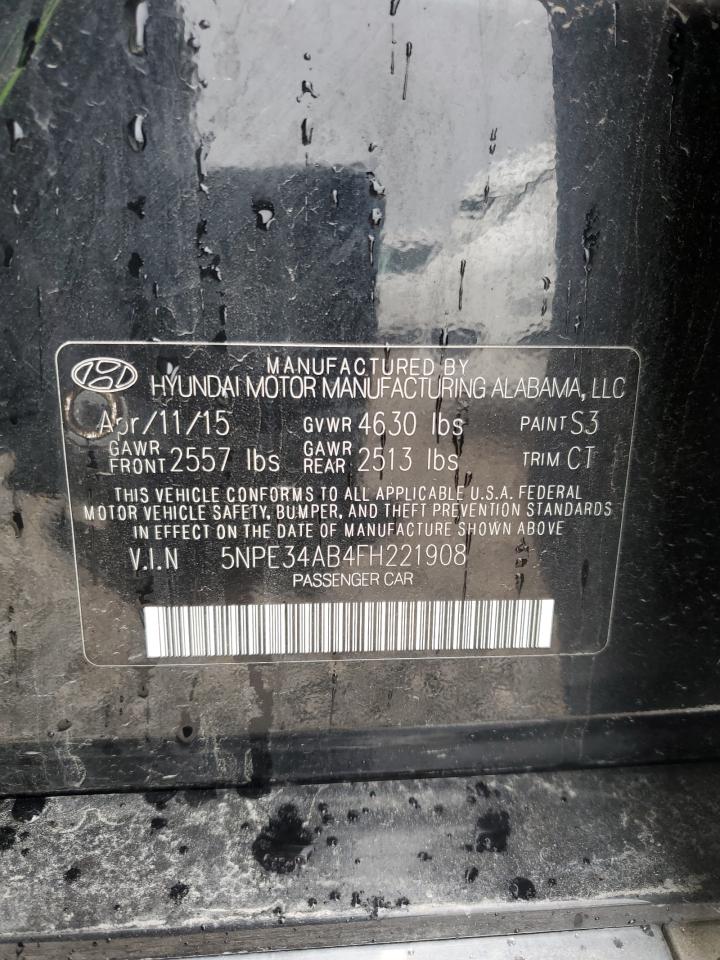 MANUFACTURED BY
HYUNDAI MOTOR MANUFACTURING ALABAMA, LLC
Apr/11/15 GVWR 4630 lbs PAINT S3
GAWR FRONT 2557 lbs GAWR REAR 2513 lbs TRIM CT
THIS VEHICLE CONFORMS TO ALL APPLICABLE U.S.A. FEDERAL
MOTOR VEHICLE SAFETY, BUMPER, AND THEFT PREVENTION STANDARDS
IN EFFECT ON THE DATE OF MANUFACTURE SHOWN ABOVE
V.I.N 5NPE34AB4FH221908
PASSENGER CAR